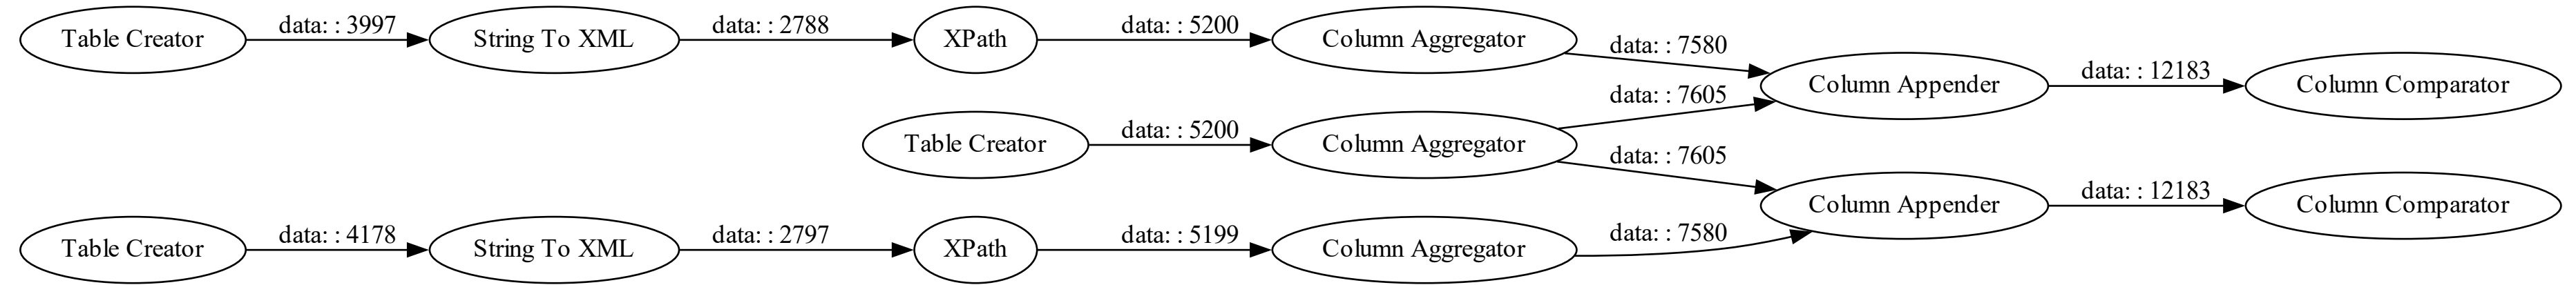 Table Creator
data: : 3997
String To XML
data: : 2788
XPath
data: : 5200
Column Aggregator
data: : 7580
Column Appender
data: : 12183
Column Comparator
data: : 7605
Table Creator
data: : 5200
Column Aggregator
data: : 7605
Column Appender
data: : 12183
Column Comparator
Table Creator
data: : 4178
String To XML
data: : 2797
XPath
data: : 5199
Column Aggregator
data: : 7580